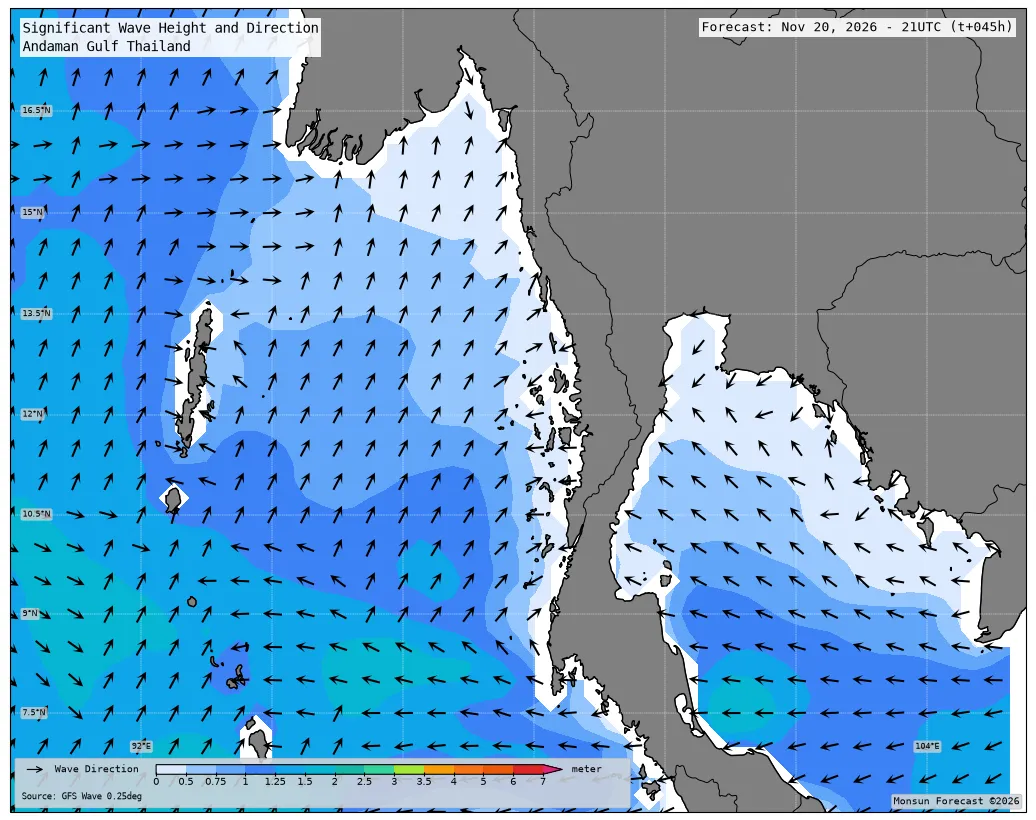 Significant Wave Height and Direction
Andaman Gulf Thailand
Forecast: Nov 20, 2026 - 21UTC (t+045h)
16.5°N
15°N
13.5°N
12°N
10.5°N
9°N
7.5°N
92°E
104°E
Wave Direction
0 0.5 0.75 1 1.25 1.5 2 2.5 3 3.5 4 5 6 7 meter
Source: GFS Wave 0.25deg
Monsun Forecast ©2026